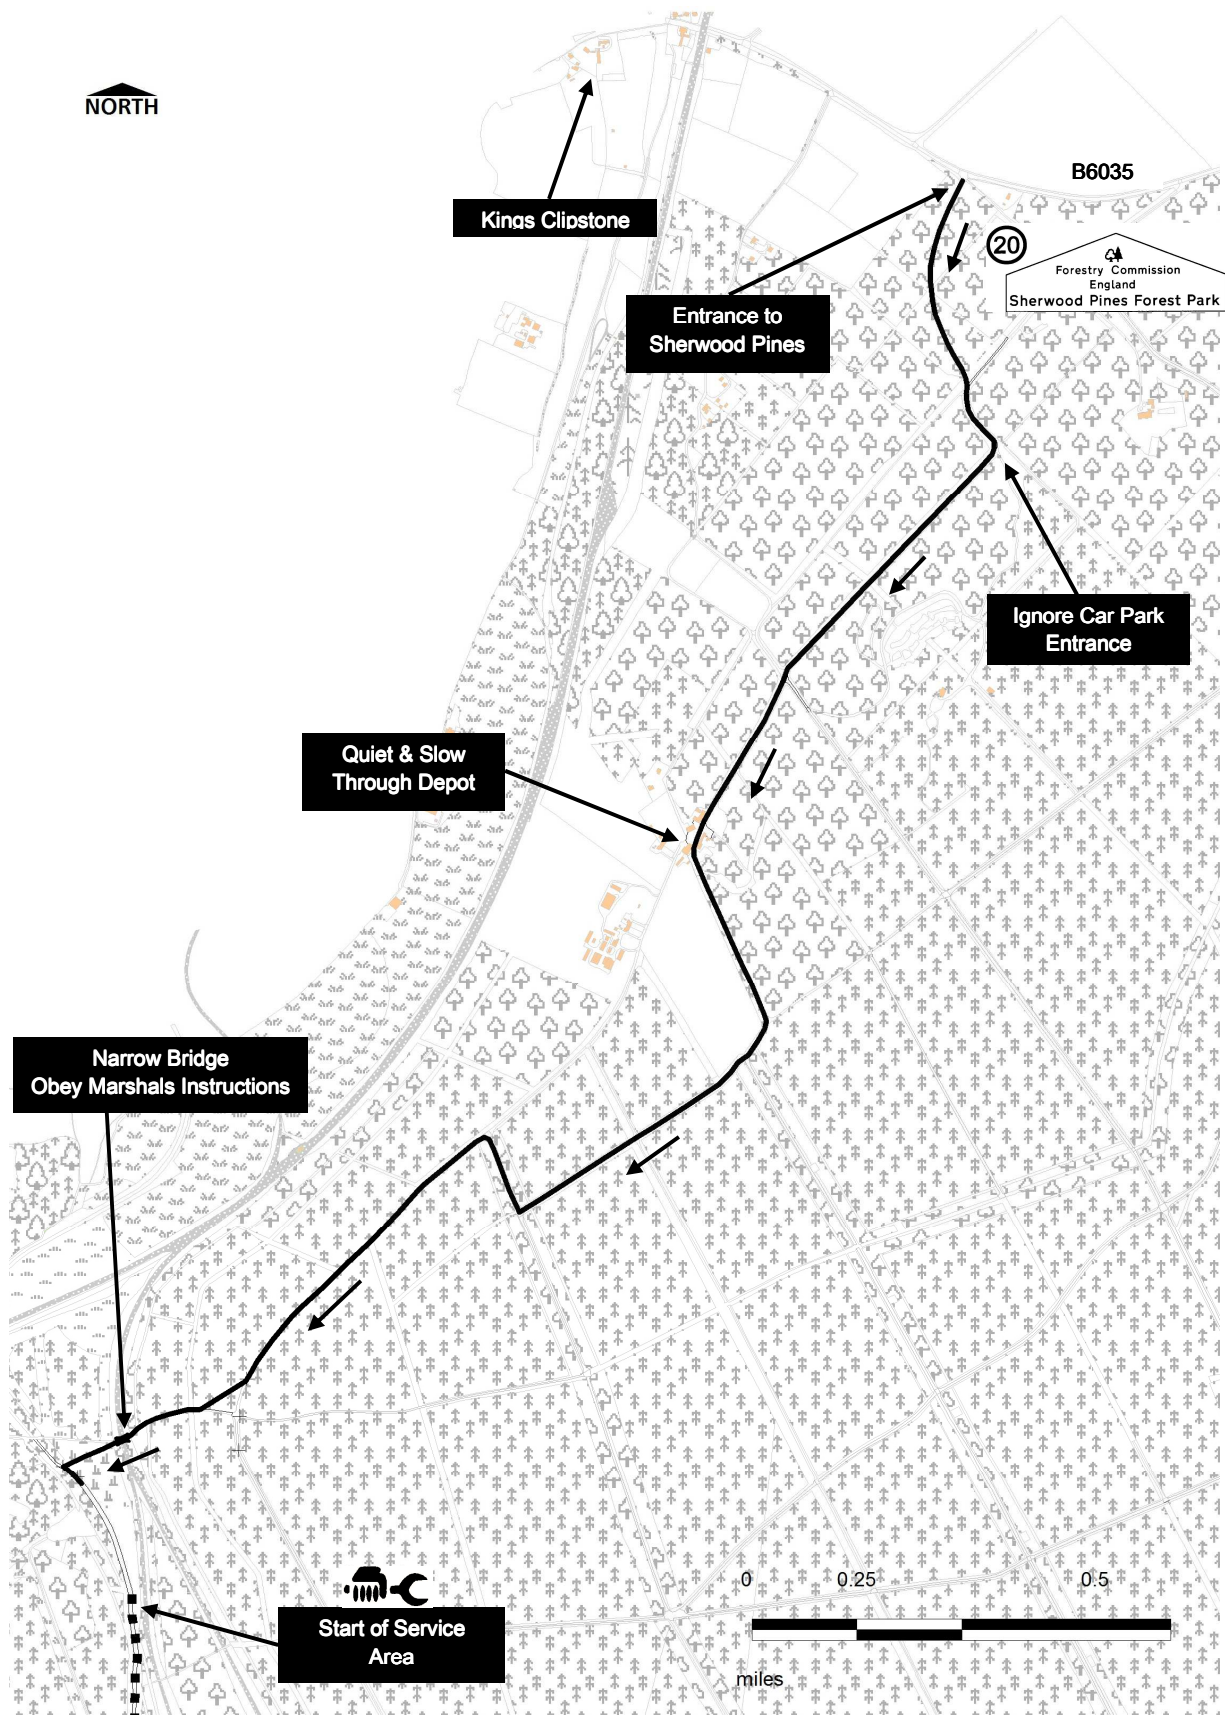 NORTH
B6035
Kings Clipstone
20
Forestry Commission
England
Sherwood Pines Forest Park
Entrance to
Sherwood Pines
Ignore Car Park
Entrance
Quiet & Slow
Through Depot
Narrow Bridge
Obey Marshals Instructions
0 0.25 0.5
Start of Service
Area
miles